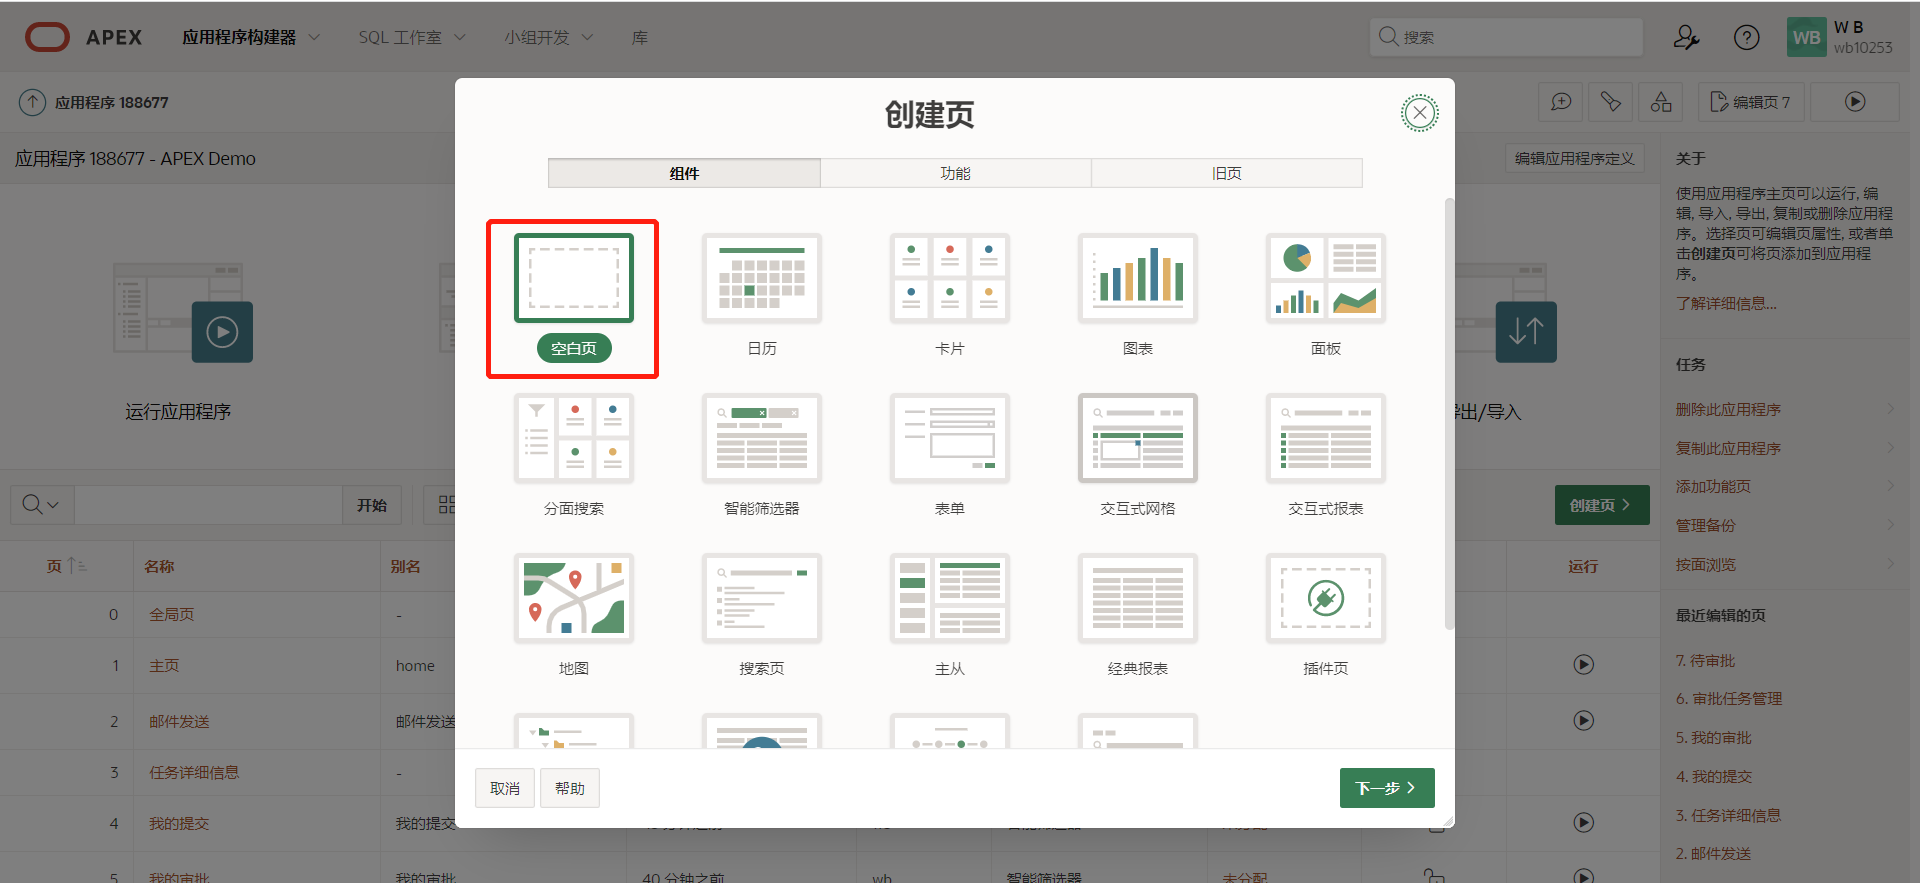 APEX 应用程序构建器 SQL 工作室 小组开发 库 搜索 WB W B
wb10253
应用程序 188677 编辑页 7
应用程序 188677 - APEX Demo 编辑应用程序定义
运行应用程序
导出/导入
开始 创建页
页 名称 别名 运行
0 全局页 -
1 主页 home
2 邮件发送 邮件发送
3 任务详细信息 -
4 我的提交 我的提交
5 我的审批 我的审批 40 分钟之前 wb 智能筛选器 未分配
创建页
组件 功能 旧页
空白页 日历 卡片 图表 面板
分面搜索 智能筛选器 表单 交互式网格 交互式报表
地图 搜索页 主从 经典报表 插件页
取消 帮助 下一步
关于
使用应用程序主页可以运行, 编
辑, 导入, 导出, 复制或删除应用程
序。选择页可编辑页属性, 或者单
击创建页可将页添加到应用程
序。
了解详细信息...
任务
删除此应用程序
复制此应用程序
添加功能页
管理备份
按面浏览
最近编辑的页
7. 待审批
6. 审批任务管理
5. 我的审批
4. 我的提交
3. 任务详细信息
2. 邮件发送